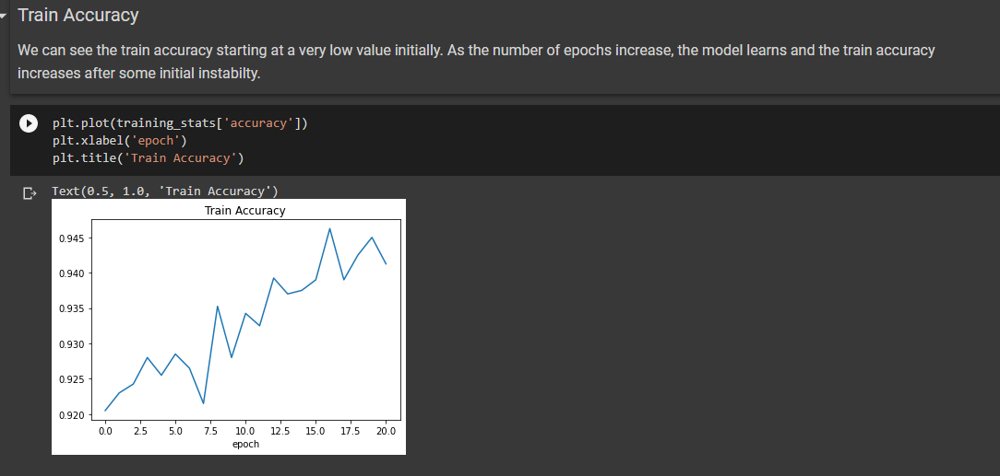 Train Accuracy
We can see the train accuracy starting at a very low value initially. As the number of epochs increase, the model learns and the train accuracy
increases after some initial instabilty.
plt.plot(training_stats['accuracy'])
plt.xlabel('epoch')
plt.title('Train Accuracy')
Text(0.5, 1.0, 'Train Accuracy')
Train Accuracy
0.945
0.940
0.935
0.930
0.925
0.920
0.0 2.5 5.0 7.5 10.0 12.5 15.0 17.5 20.0
epoch